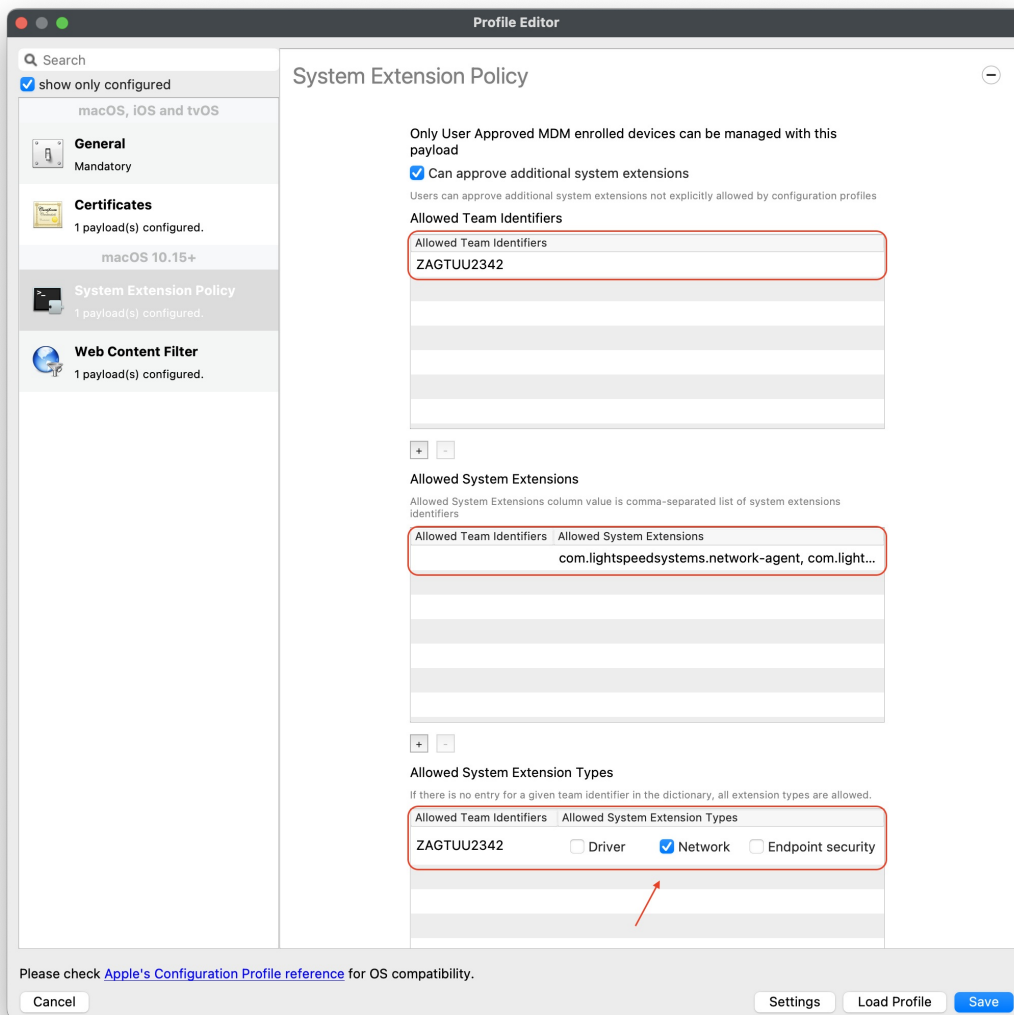 Profile Editor
Search
show only configured
macOS, iOS and tvOS
General
Mandatory
Certificates
1 payload(s) configured.
macOS 10.15+
System Extension Policy
1 payload(s) configured.
Web Content Filter
1 payload(s) configured.
System Extension Policy
Only User Approved MDM enrolled devices can be managed with this
payload
Can approve additional system extensions
Users can approve additional system extensions not explicitly allowed by configuration profiles
Allowed Team Identifiers
Allowed Team Identifiers
ZAGTUU2342
+ -
Allowed System Extensions
Allowed System Extensions column value is comma-separated list of system extensions
identifiers
Allowed Team Identifiers Allowed System Extensions
com.lightspeedsystems.network-agent, com.light...
+ -
Allowed System Extension Types
If there is no entry for a given team identifier in the dictionary, all extension types are allowed.
Allowed Team Identifiers Allowed System Extension Types
ZAGTUU2342 Driver Network Endpoint security
Please check Apple's Configuration Profile reference for OS compatibility.
Cancel Settings Load Profile Save